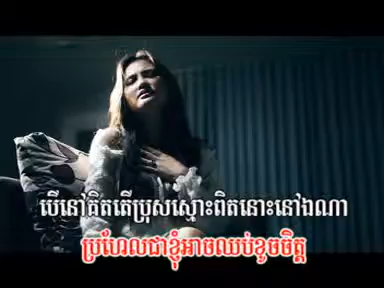 បើនៅគិតតើប្រុសស្មោះពិតនោះនៅឯណា
ប្រហែលជាខ្ញុំអាចឈប់ខូចចិត្ត